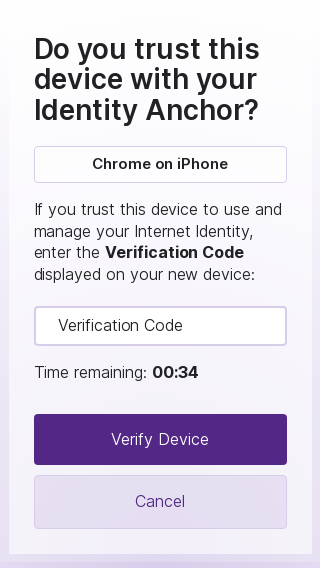 Do you trust this
device with your
Identity Anchor?
Chrome on iPhone
If you trust this device to use and
manage your Internet Identity,
enter the Verification Code
displayed on your new device:
Verification Code
Time remaining: 00:34
Verify Device
Cancel